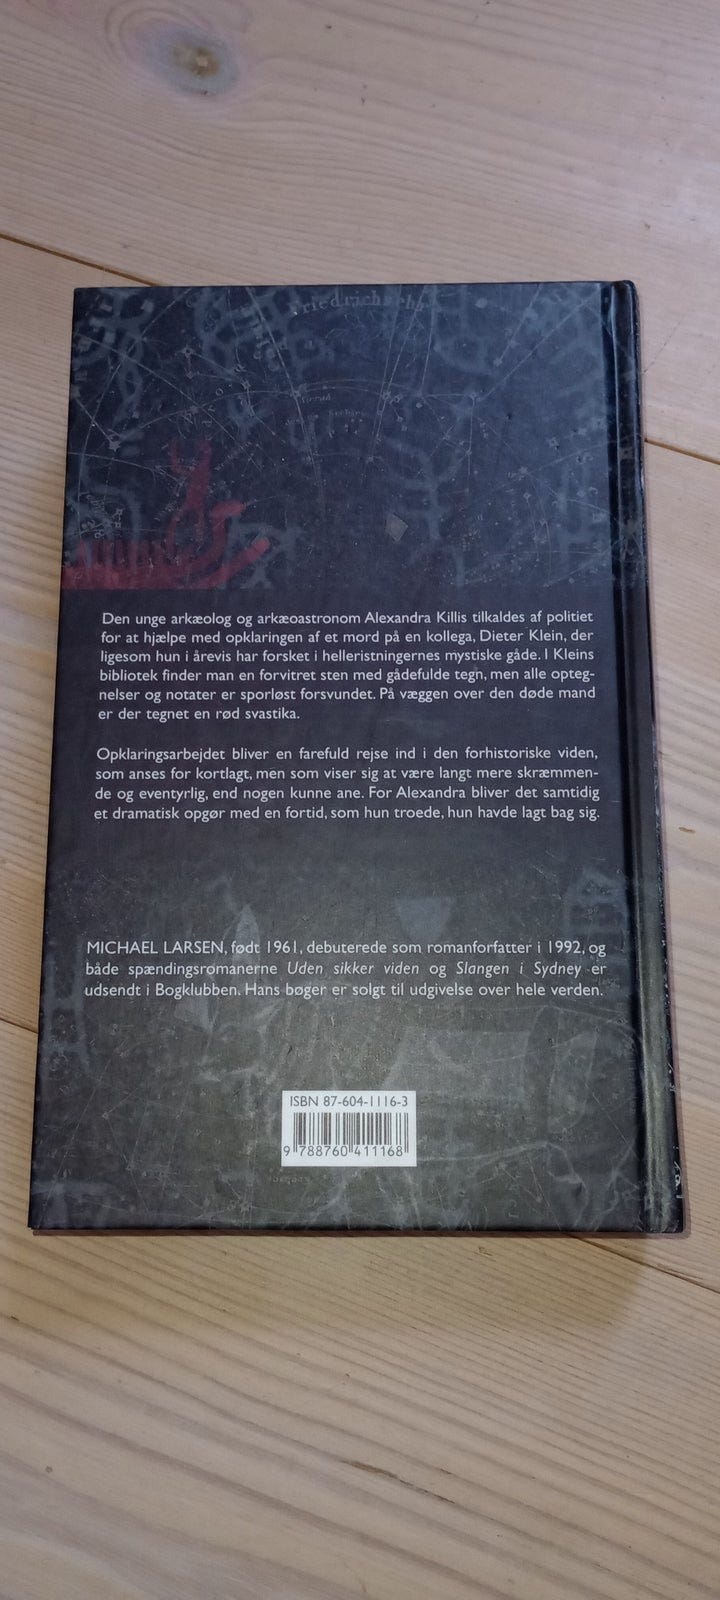 Friedrichsehr
Den unge arkæolog og arkæoastronom Alexandra Killis tilkaldes af politiet
for at hjælpe med opklaringen af et mord på en kollega, Dieter Klein, der
ligesom hun i årevis har forsket i helleristningernes mystiske gåde. I Kleins
bibliotek finder man en forvitret sten med gådefulde tegn, men alle opteg-
nelser og notater er sporløst forsvundet. På væggen over den døde mand
er der tegnet en rød svastika.
Opklaringsarbejdet bliver en farefuld rejse ind i den forhistoriske viden,
som anses for kortlagt, men som viser sig at være langt mere skræmmen-
de og eventyrlig, end nogen kunne ane. For Alexandra bliver det samtidig
et dramatisk opgør med en fortid, som hun troede, hun havde lagt bag sig.
MICHAEL LARSEN, født 1961, debuterede som romanforfatter i 1992, og
både spændingsromanerne Uden sikker viden og Slangen i Sydney er
udsendt i Bogklubben. Hans bøger er solgt til udgivelse over hele verden.
ISBN 87-604-1116-3
9 788760 411168